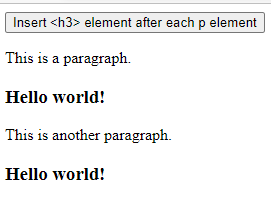 Insert <h3> element after each p element
This is a paragraph.
Hello world!
This is another paragraph.
Hello world!